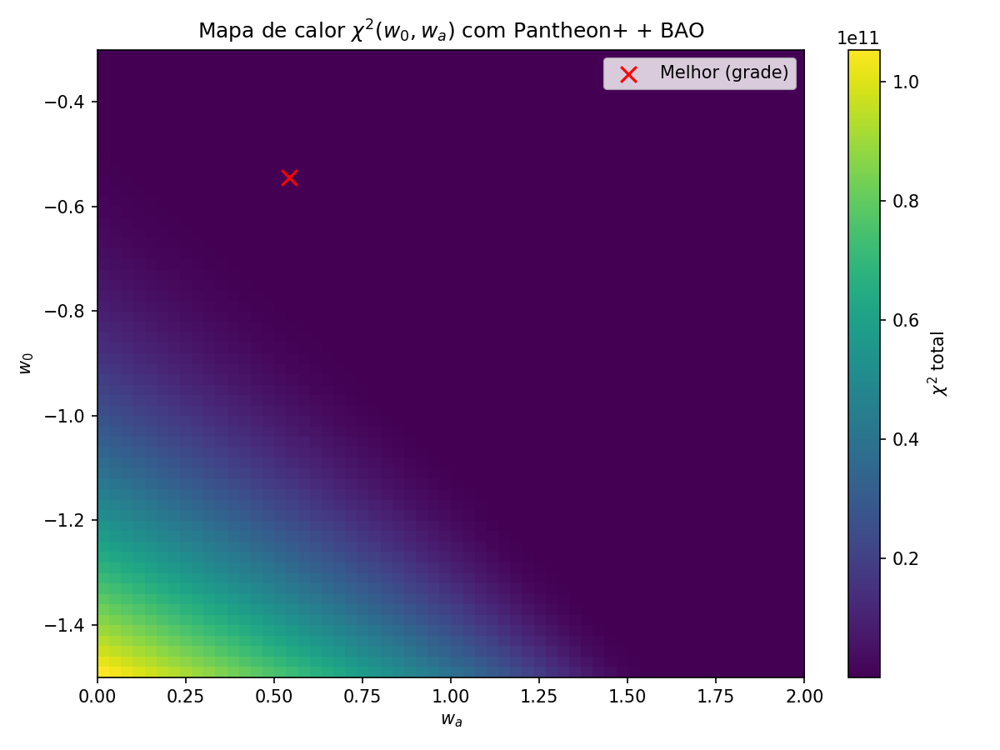 Mapa de calor χ²(w₀, wₐ) com Pantheon+ + BAO
1e11
Melhor (grade)
−0.4
−0.6
−0.8
−1.0
−1.2
−1.4
w₀
0.00 0.25 0.50 0.75 1.00 1.25 1.50 1.75 2.00
wₐ
1.0
0.8
0.6
0.4
0.2
χ² total